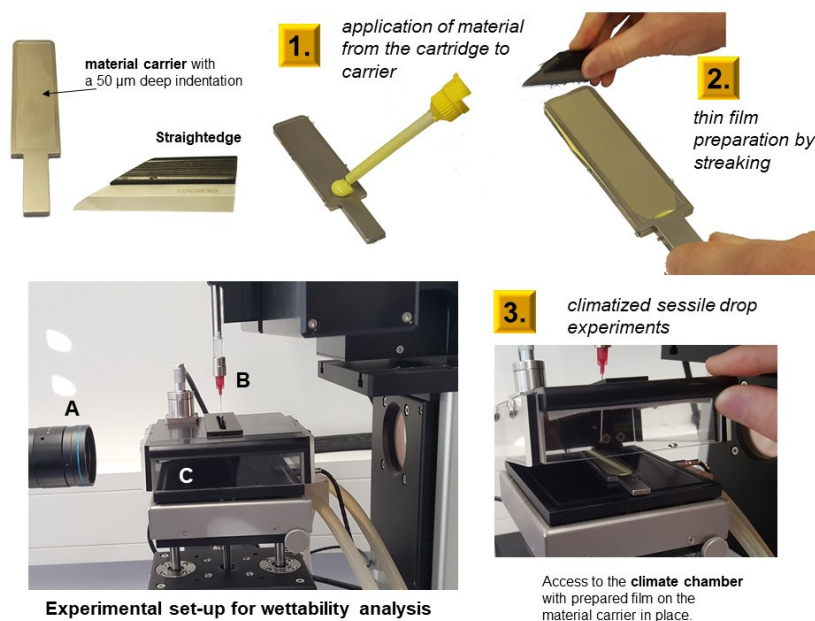 material carrier with
a 50 µm deep indentation
Straightedge
1.
application of material
from the cartridge to
carrier
2.
thin film
preparation by
streaking
A
B
C
Experimental set-up for wettability analysis
3.
climatized sessile drop
experiments
Access to the climate chamber
with prepared film on the
material carrier in place.